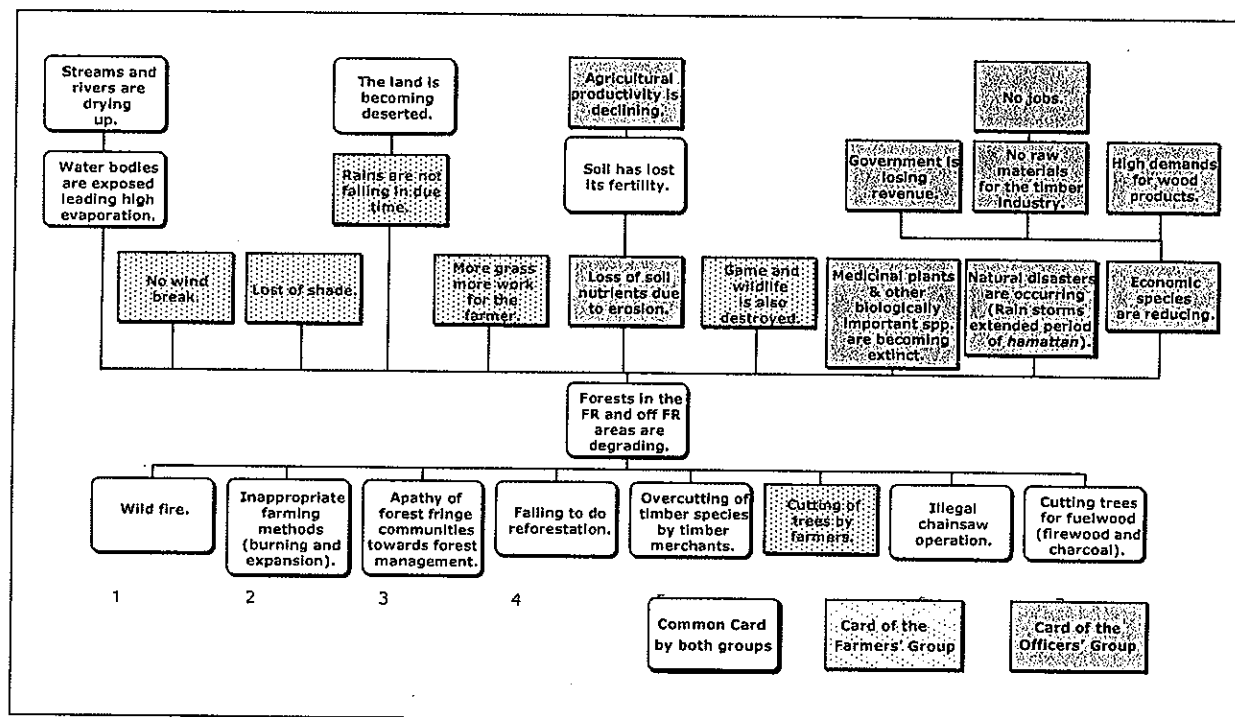 Streams and
rivers are
drying
up.
The land is
becoming
deserted.
Agricultural
productivity is
declining.
No jobs.
Water bodies
are exposed
leading high
evaporation.
Rains are not
falling in due
time.
Soil has lost
its fertility.
Government is
losing
revenue.
No raw
materials
for the timber
industry.
High demands
for wood
products.
No wind
break.
Lost of shade.
More grass
more work
for the
farmer.
Loss of soil
nutrients due
to erosion.
Game and
wildlife
is also
destroyed.
Medicinal plants
& other
biologically
important spp.
are becoming
extinct.
Natural disasters
are occurring
(Rain storms
extended period
of hamattan).
Economic
species
are reducing.
Forests in the
FR and off FR
areas are
degrading.
Wild fire.
Inappropriate
farming
methods
(burning and
expansion).
Apathy of
forest fringe
communities
towards forest
management.
Failing to do
reforestation.
Overcutting of
timber species
by timber
merchants.
Cutting of
trees by
farmers.
Illegal
chainsaw
operation.
Cutting trees
for fuelwood
(firewood and
charcoal).
1
2
3
4
Common Card
by both groups
Card of the
Farmers' Group
Card of the
Officers' Group